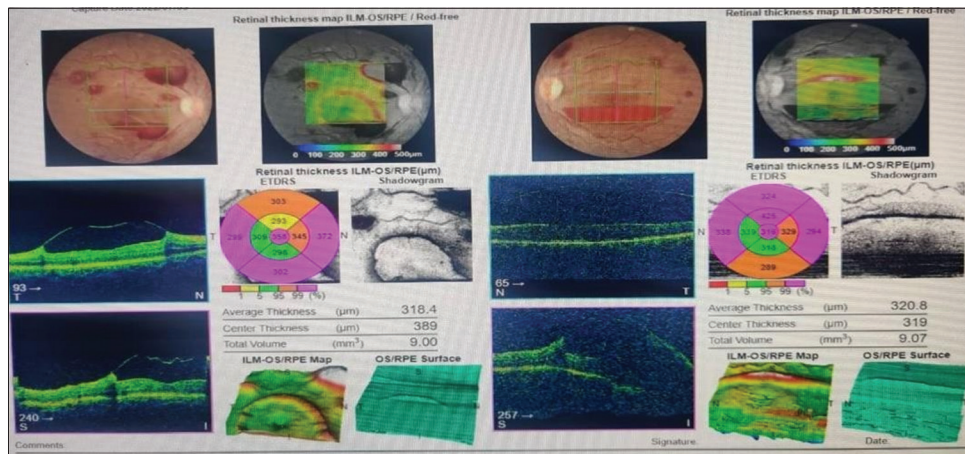 Retinal thickness map ILM-OS/RPE / Red-free
0 100 200 300 400 500µm
Retinal thickness ILM-OS/RPE(µm)
ETDRS Shadowgram
303
293
299 309 345 372
296
302
T N
1 5 95 99 (%)
93 →
T N
Average Thickness (µm) 318.4
Center Thickness (µm) 389
Total Volume (mm³) 9.00
ILM-OS/RPE Map OS/RPE Surface
240 →
S I
Comments:
Retinal thickness map ILM-OS/RPE / Red-free
0 100 200 300 400 500µm
Retinal thickness ILM-OS/RPE(µm)
ETDRS Shadowgram
324
425
338 339 314 329 294
289
N T
1 5 95 99 (%)
65 →
N T
Average Thickness (µm) 320.8
Center Thickness (µm) 319
Total Volume (mm³) 9.07
ILM-OS/RPE Map OS/RPE Surface
257 →
S I
Signature: Date: